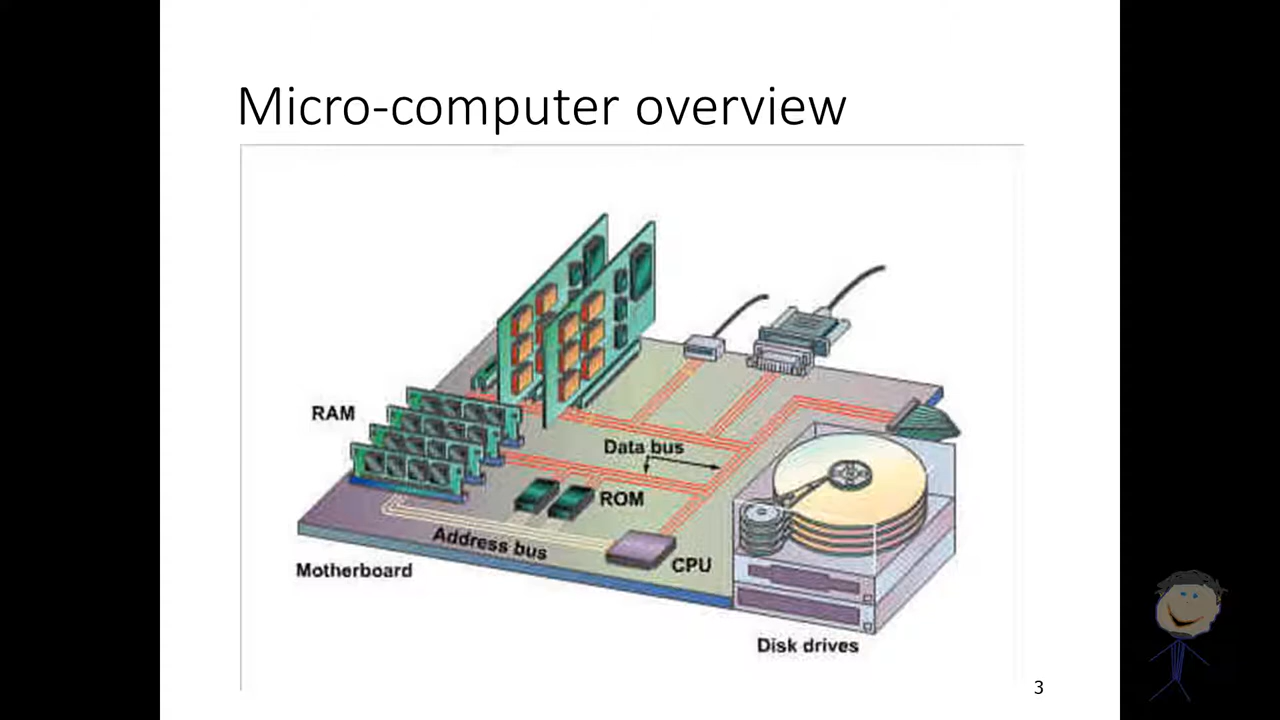 Micro-computer overview
RAM
Data bus
ROM
Address bus
CPU
Motherboard
Disk drives
3